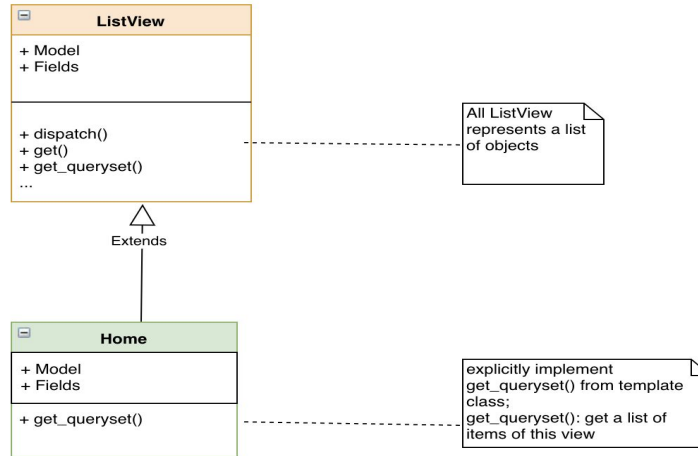 ListView
+ Model
+ Fields
+ dispatch()
+ get()
+ get_queryset()
...
All ListView
represents a list
of objects
Extends
Home
+ Model
+ Fields
+ get_queryset()
explicitly implement
get_queryset() from template
class;
get_queryset(): get a list of
items of this view